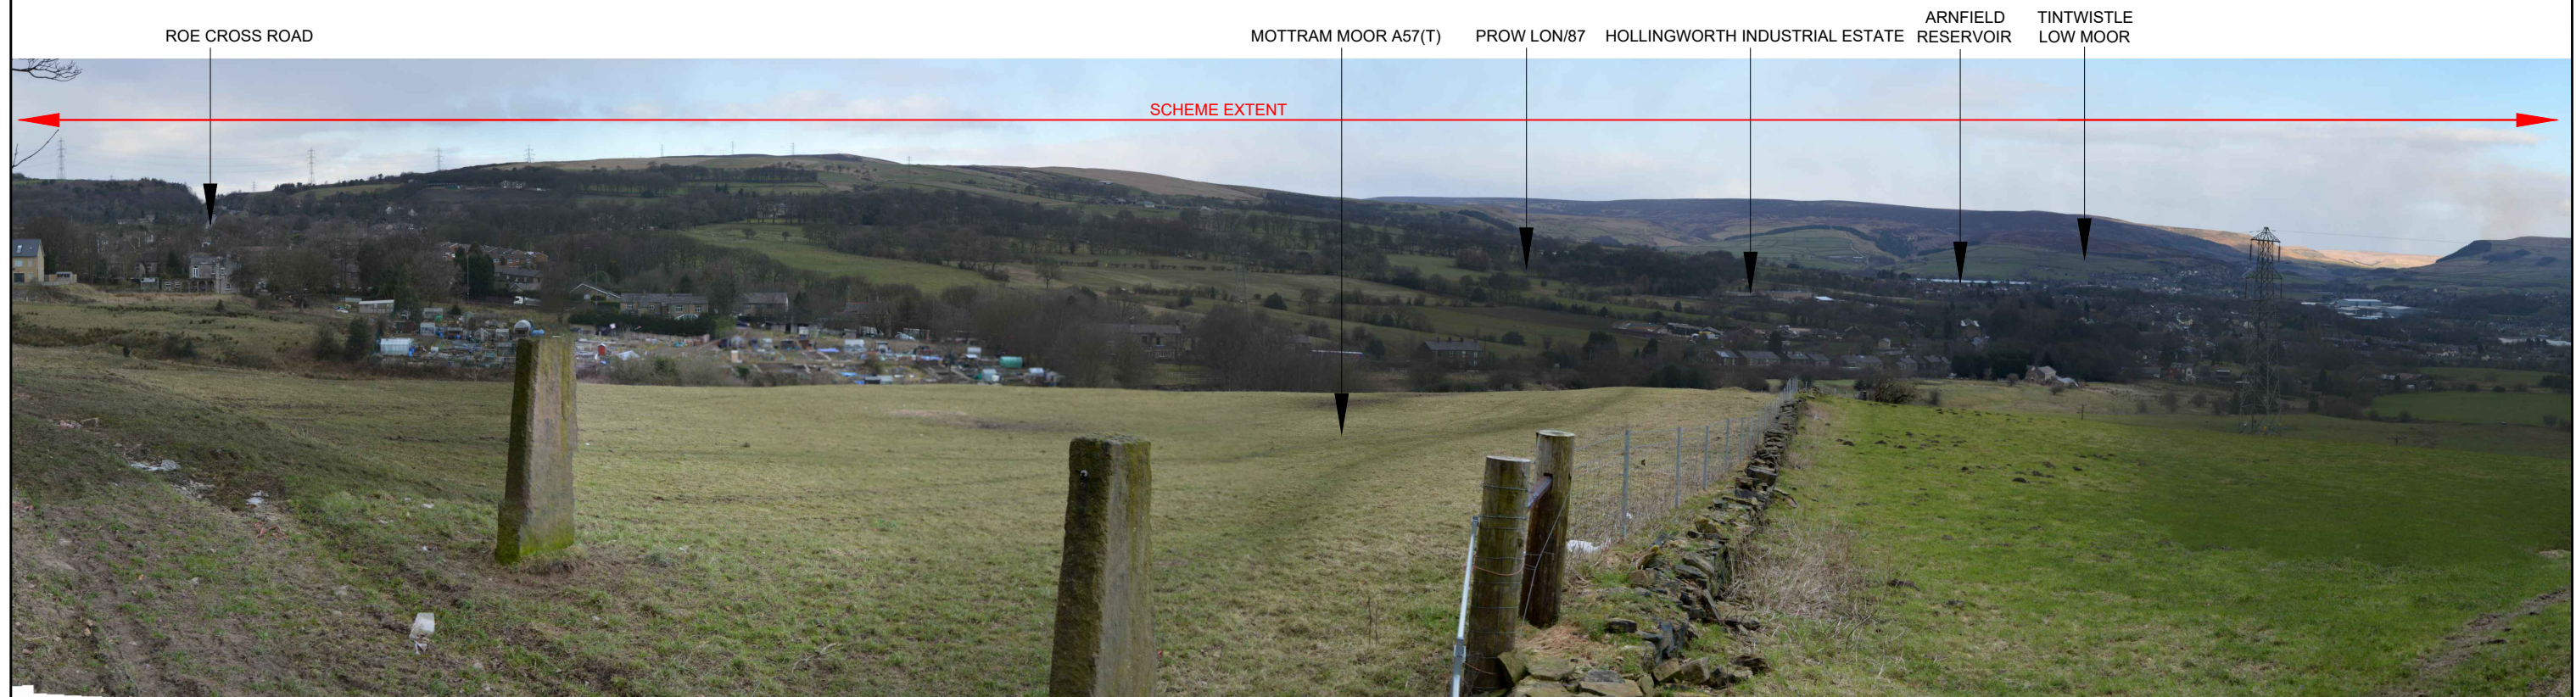 ROE CROSS ROAD
MOTTRAM MOOR A57(T)
PROW LON/87
HOLLINGWORTH INDUSTRIAL ESTATE
ARNFIELD
RESERVOIR
TINTWISTLE
LOW MOOR
SCHEME EXTENT